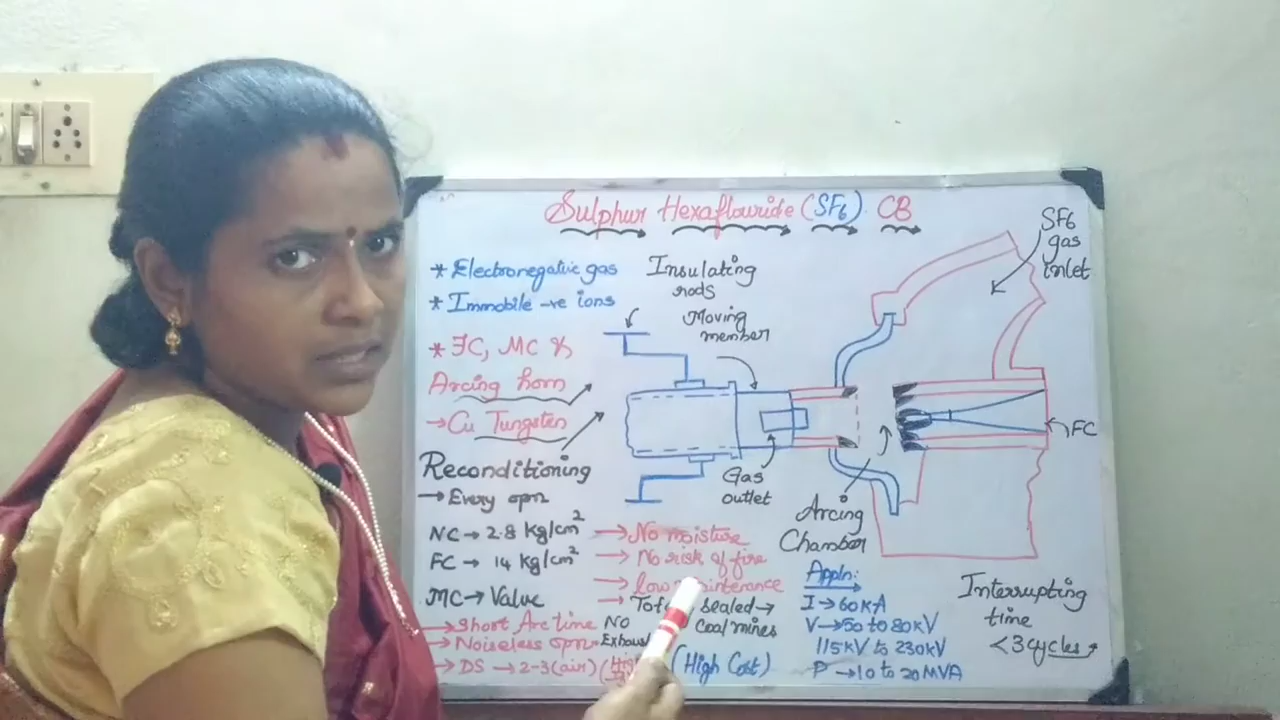 Sulphur Hexaflouride (SF6) CB
* Electronegative gas
* Immobile -ve ions
* FC, MC &
Arcing horn
→ Cu Tungsten
Reconditioning
→ Every opn
NC → 2.8 kg/cm²
FC → 14 kg/cm²
MC → Value
→ Short Arc time
→ Noiseless opn
→ DS → 2-3 (air)
Insulating
rods
Moving
member
Gas
outlet
→ No moisture
→ No risk of fire
→ Low
→ sealed →
NO
Exhaust
Coal mines
(High Cost)
SF6
gas
inlet
FC
Arcing
Chamber
Appln:
I → 60 kA
V → 50 to 80 kV
115 kV to 230 kV
P → 10 to 20 MVA
Interrupting
time
<3 cycles